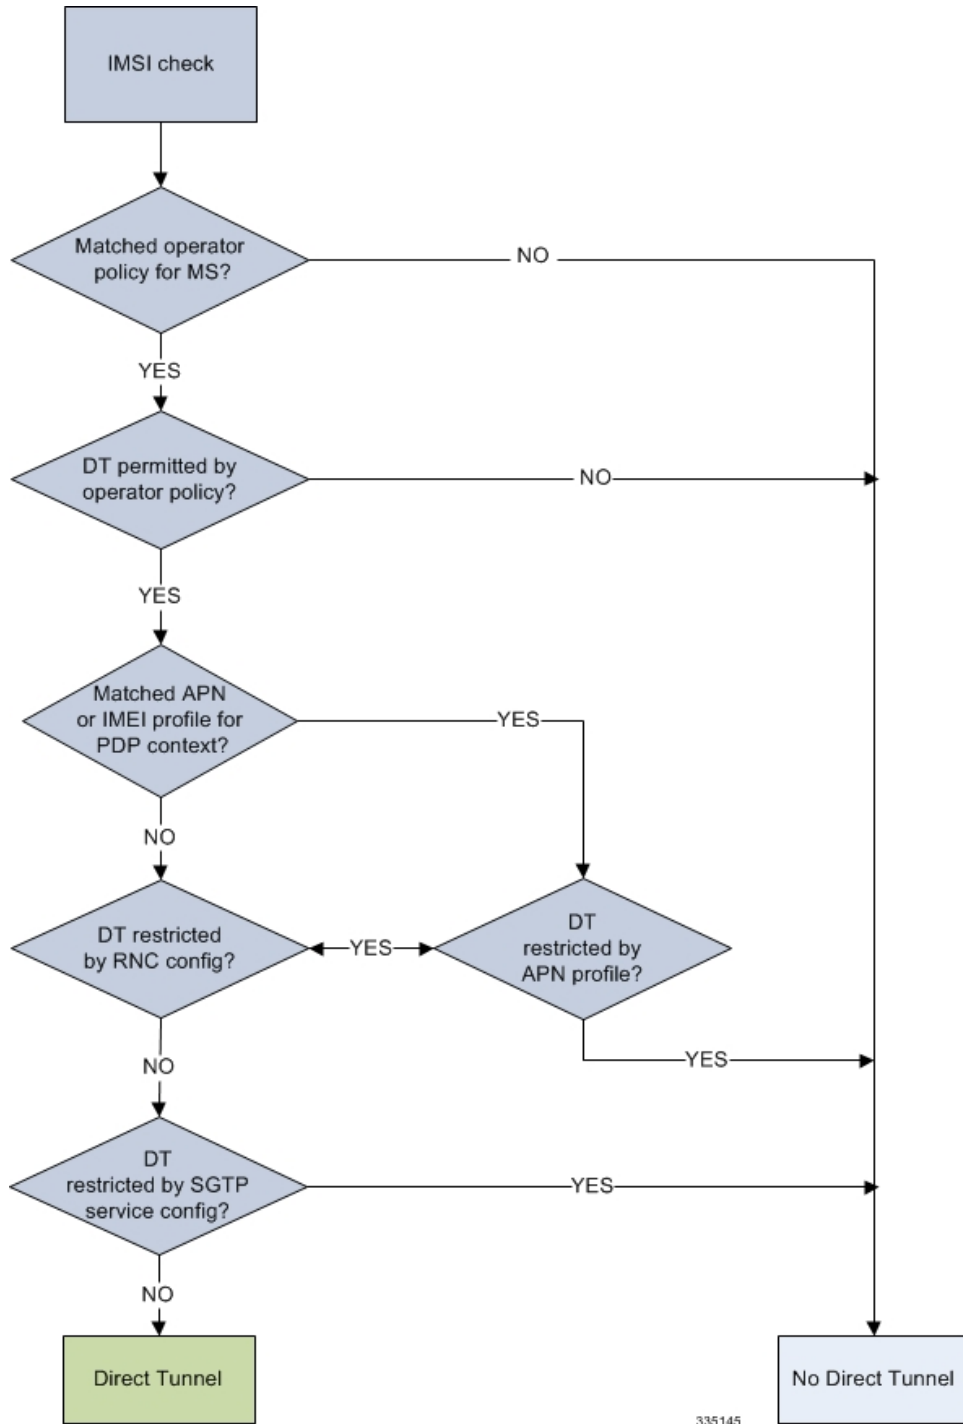 IMSI check
Matched operator
policy for MS?
NO
YES
DT permitted by
operator policy?
NO
YES
Matched APN
or IMEI profile for
PDP context?
YES
NO
DT restricted
by RNC config?
YES
DT
restricted by
APN profile?
NO
YES
DT
restricted by SGTP
service config?
YES
NO
Direct Tunnel
No Direct Tunnel
335145